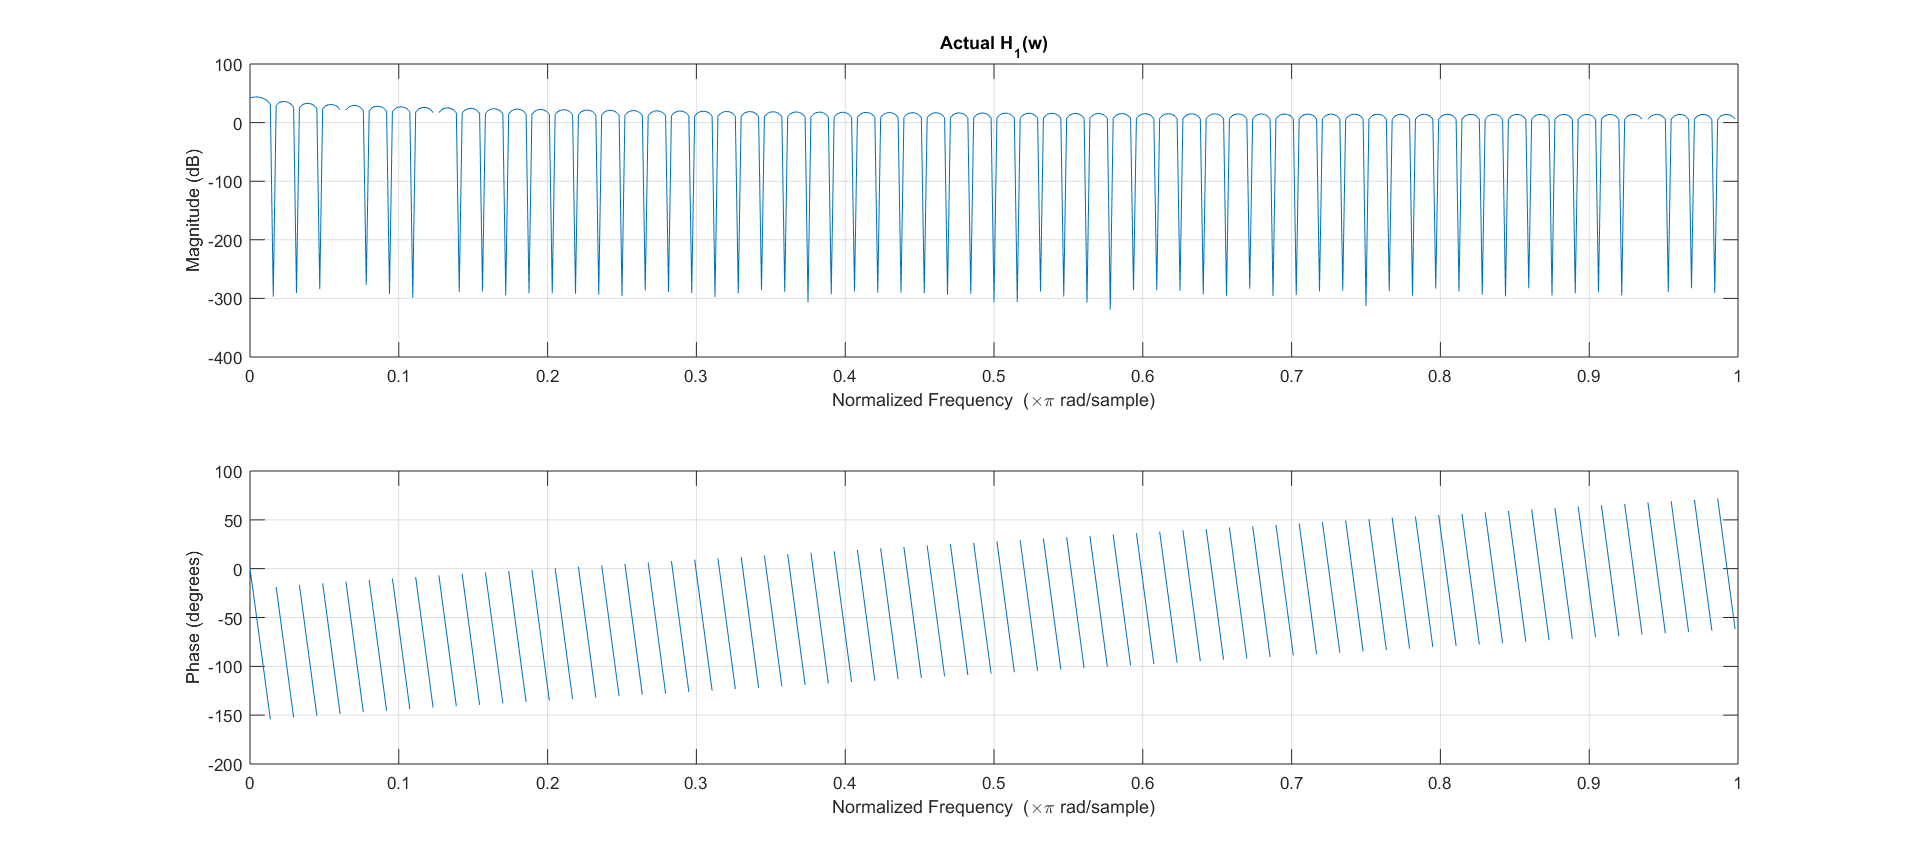 Actual H1(w)
100
0
-100
-200
-300
-400
Magnitude (dB)
0 0.1 0.2 0.3 0.4 0.5 0.6 0.7 0.8 0.9 1
Normalized Frequency (×π rad/sample)
100
50
0
-50
-100
-150
-200
Phase (degrees)
0 0.1 0.2 0.3 0.4 0.5 0.6 0.7 0.8 0.9 1
Normalized Frequency (×π rad/sample)